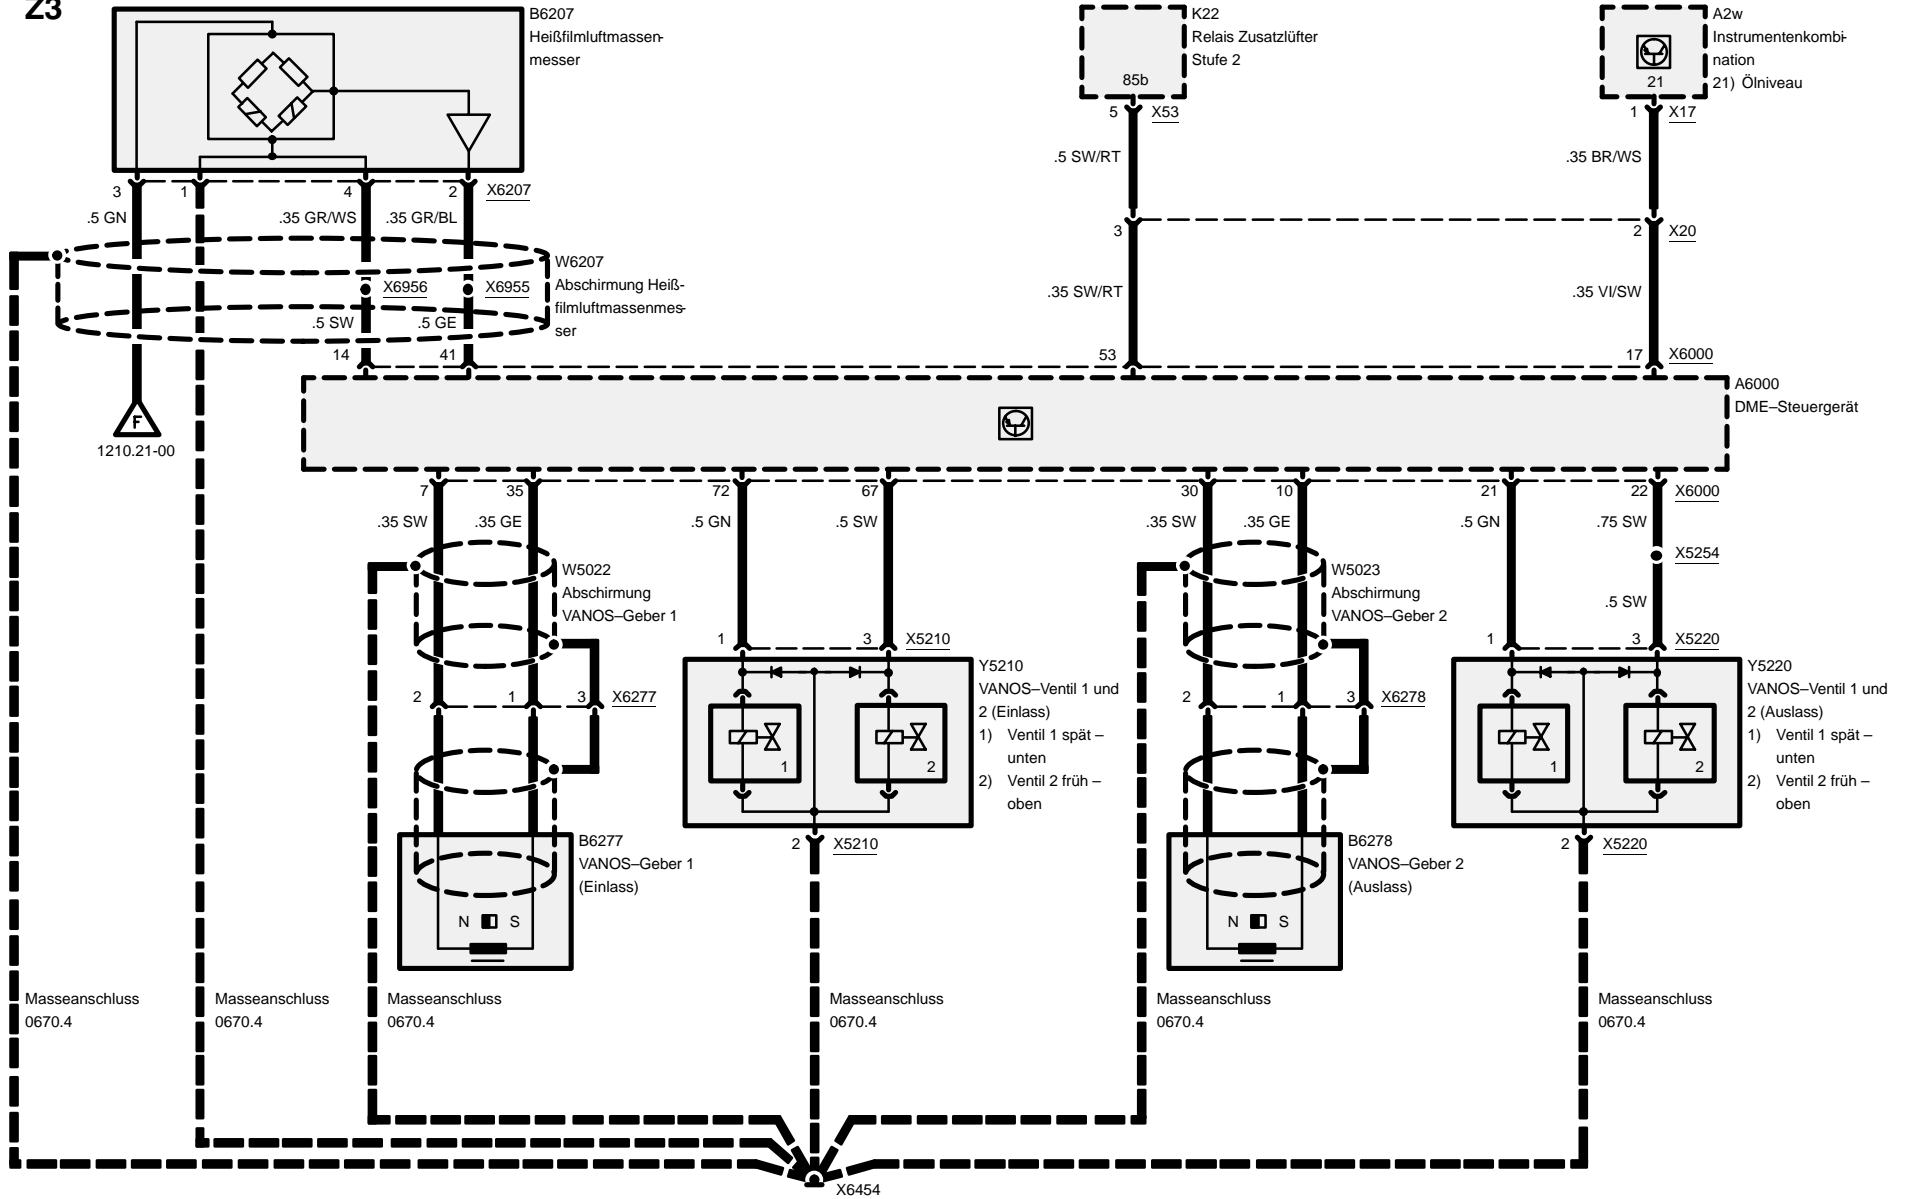 Z3
B6207
Heißfilmluftmassen-
messer
K22
Relais Zusatzlüfter
Stufe 2
85b
A2w
Instrumentenkombi-
nation
21) Ölniveau
21
5 X53
1 X17
.5 SW/RT
.35 BR/WS
3 1 4 2 X6207
.5 GN .35 GR/WS .35 GR/BL
3 2 X20
W6207
Abschirmung Heiß-
filmluftmassenmes-
ser
X6956 X6955
.35 SW/RT .35 VI/SW
.5 SW .5 GE
14 41 53 17 X6000
A6000
DME–Steuergerät
F
1210.21-00
7 35 72 67 30 10 21 22 X6000
.35 SW .35 GE .5 GN .5 SW .35 SW .35 GE .5 GN .75 SW
X5254
W5022
Abschirmung
VANOS–Geber 1
W5023
Abschirmung
VANOS–Geber 2
.5 SW
1 3 X5210
1 3 X5220
Y5210
VANOS–Ventil 1 und
2 (Einlass)
1) Ventil 1 spät –
unten
2) Ventil 2 früh –
oben
Y5220
VANOS–Ventil 1 und
2 (Auslass)
1) Ventil 1 spät –
unten
2) Ventil 2 früh –
oben
2 1 3 X6277
2 1 3 X6278
1 2
1 2
2 X5210
2 X5220
B6277
VANOS–Geber 1
(Einlass)
B6278
VANOS–Geber 2
(Auslass)
N S
N S
Masseanschluss
0670.4
Masseanschluss
0670.4
Masseanschluss
0670.4
Masseanschluss
0670.4
Masseanschluss
0670.4
Masseanschluss
0670.4
X6454